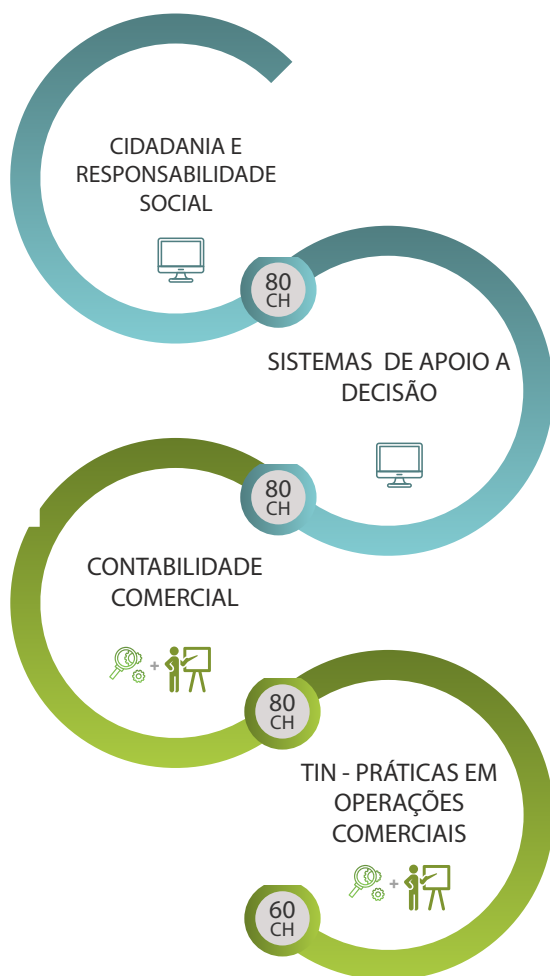 CIDADANIA E
RESPONSABILIDADE
SOCIAL
80
CH
SISTEMAS DE APOIO A
DECISÃO
80
CH
CONTABILIDADE
COMERCIAL
+
80
CH
TIN - PRÁTICAS EM
OPERAÇÕES
COMERCIAIS
+
60
CH